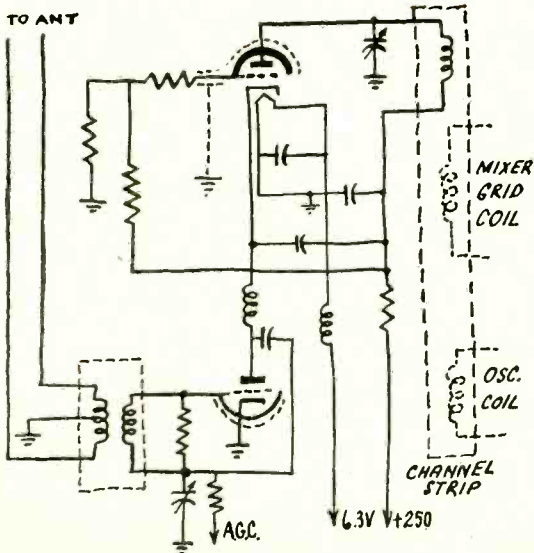 TO ANT
MIXER
GRID
COIL
OSC.
COIL
CHANNEL
STRIP
A.G.C.
6.3V
+250